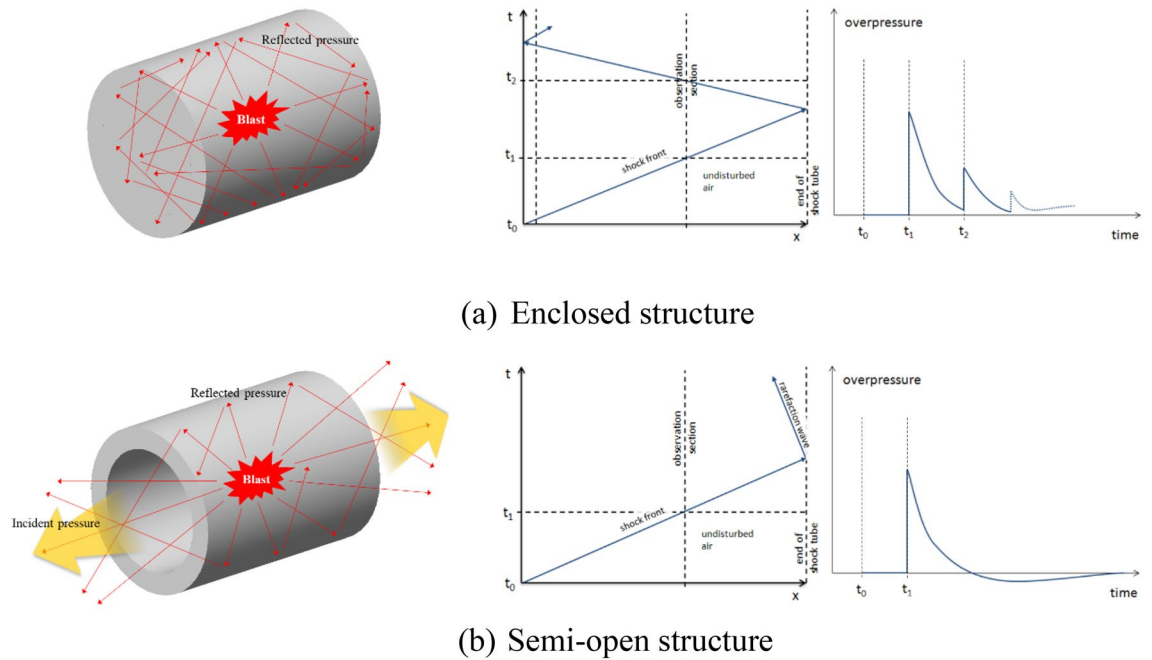 Reflected pressure
Blast
t
t2
t1
t0
shock front
observation
section
undisturbed
air
end of
shock tube
x
overpressure
t0
t1
t2
time
(a) Enclosed structure
Reflected pressure
Blast
Incident pressure
t
t1
t0
shock front
observation
section
rarefaction wave
undisturbed
air
end of
shock tube
x
overpressure
t0
t1
time
(b) Semi-open structure